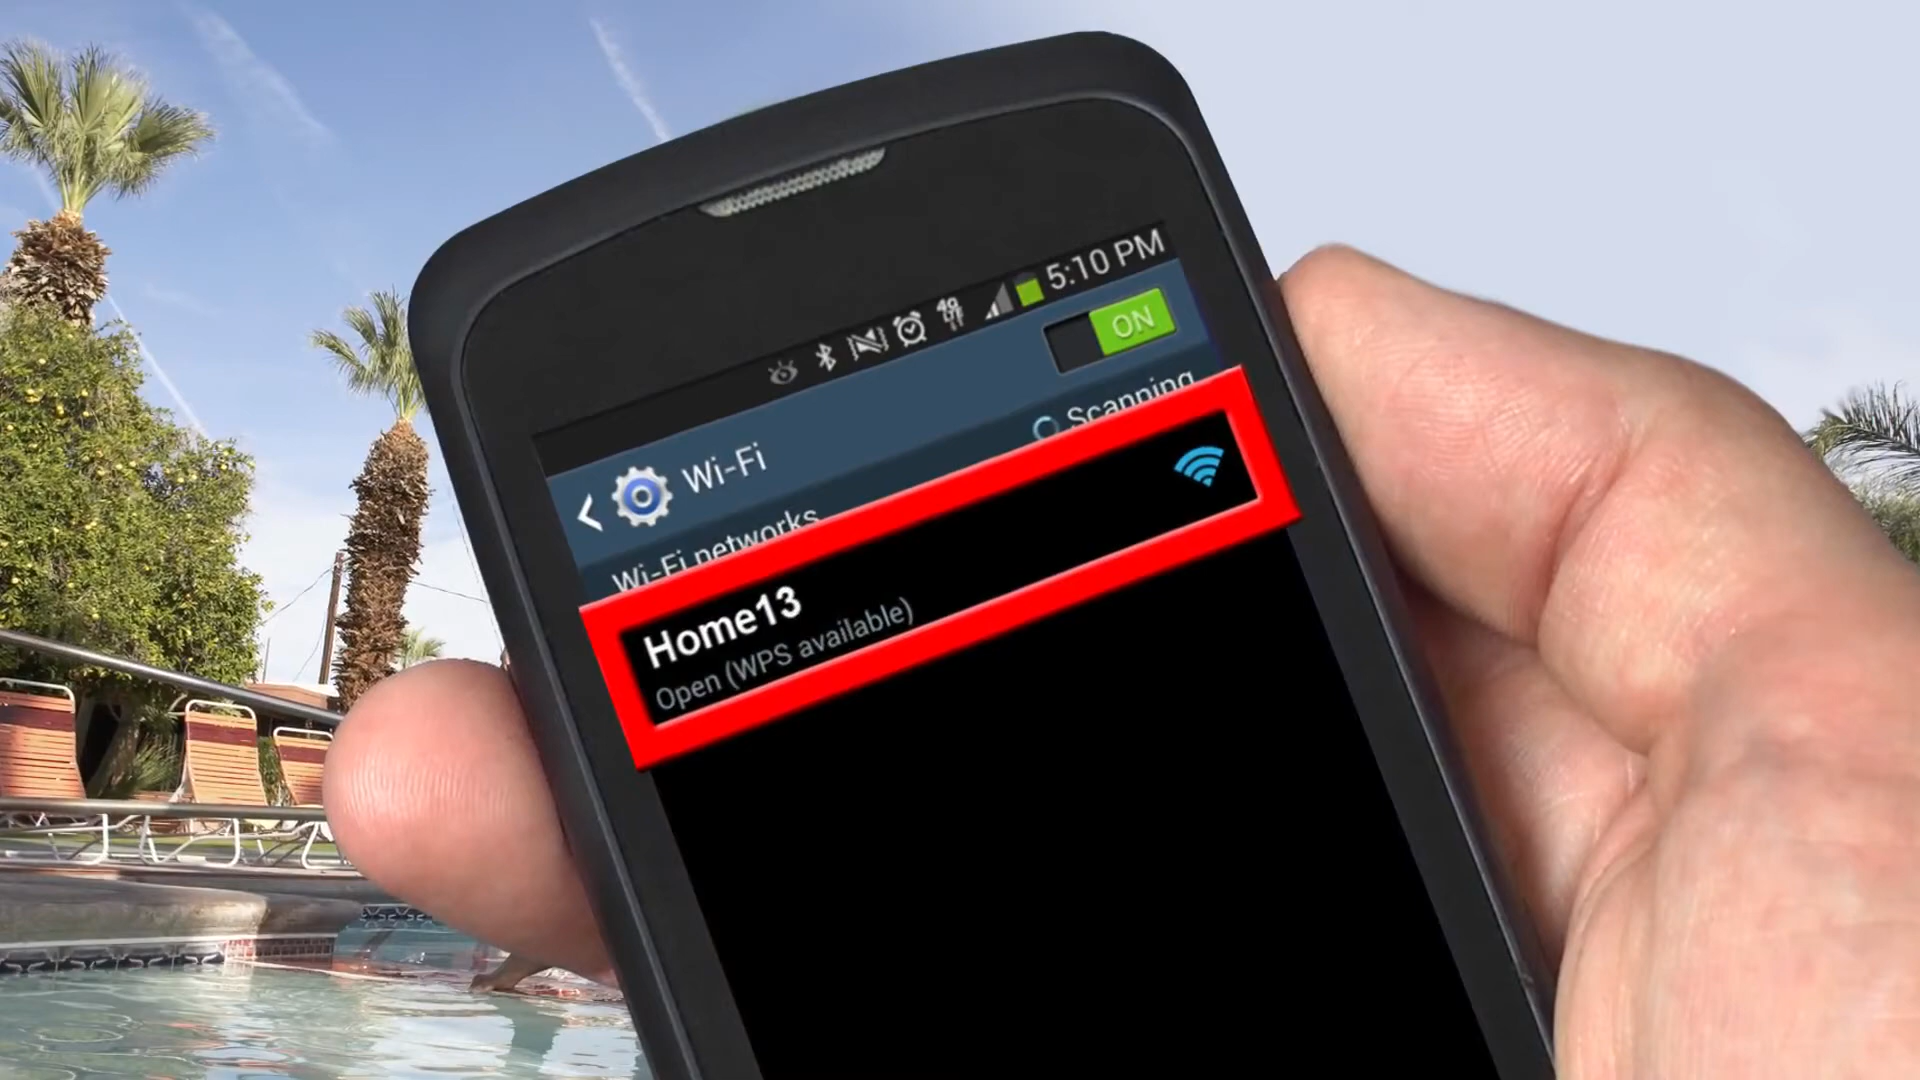 5:10 PM
ON
Wi-Fi
Scanning
Wi-Fi networks
Home13
Open (WPS available)